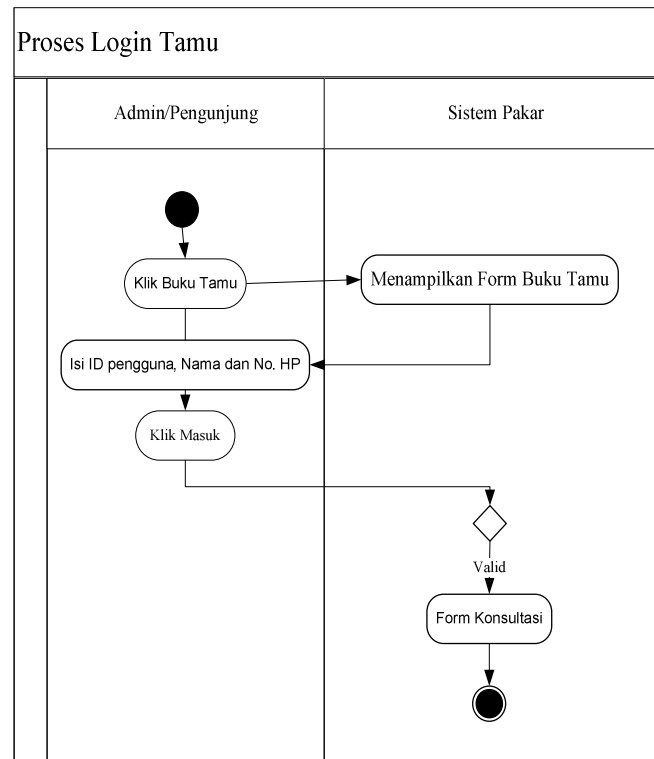 Proses Login Tamu
Admin/Pengunjung
Sistem Pakar
Klik Buku Tamu
Menampilkan Form Buku Tamu
Isi ID pengguna, Nama dan No. HP
Klik Masuk
Valid
Form Konsultasi